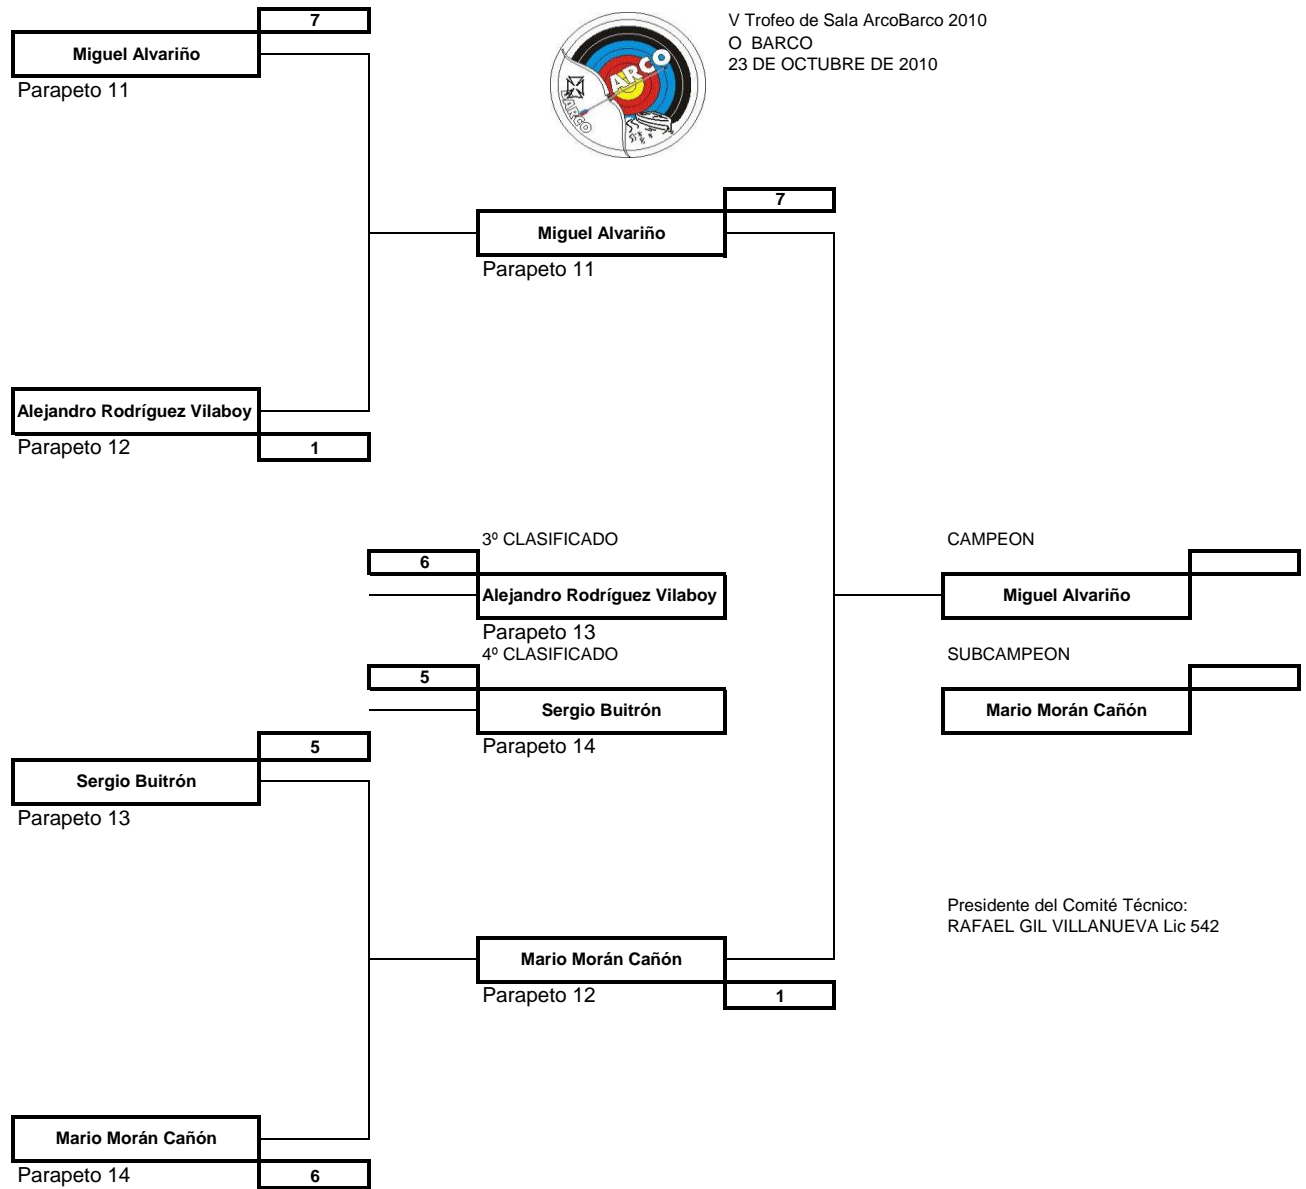 7
Miguel Alvariño
Parapeto 11
ARCO
BARCO
V Trofeo de Sala ArcoBarco 2010
O BARCO
23 DE OCTUBRE DE 2010
7
Miguel Alvariño
Parapeto 11
Alejandro Rodríguez Vilaboy
Parapeto 12
1
3º CLASIFICADO
6
Alejandro Rodríguez Vilaboy
Parapeto 13
4º CLASIFICADO
5
Sergio Buitrón
Parapeto 14
CAMPEON
Miguel Alvariño
SUBCAMPEON
Mario Morán Cañón
5
Sergio Buitrón
Parapeto 13
Presidente del Comité Técnico:
RAFAEL GIL VILLANUEVA Lic 542
Mario Morán Cañón
Parapeto 12
1
Mario Morán Cañón
Parapeto 14
6